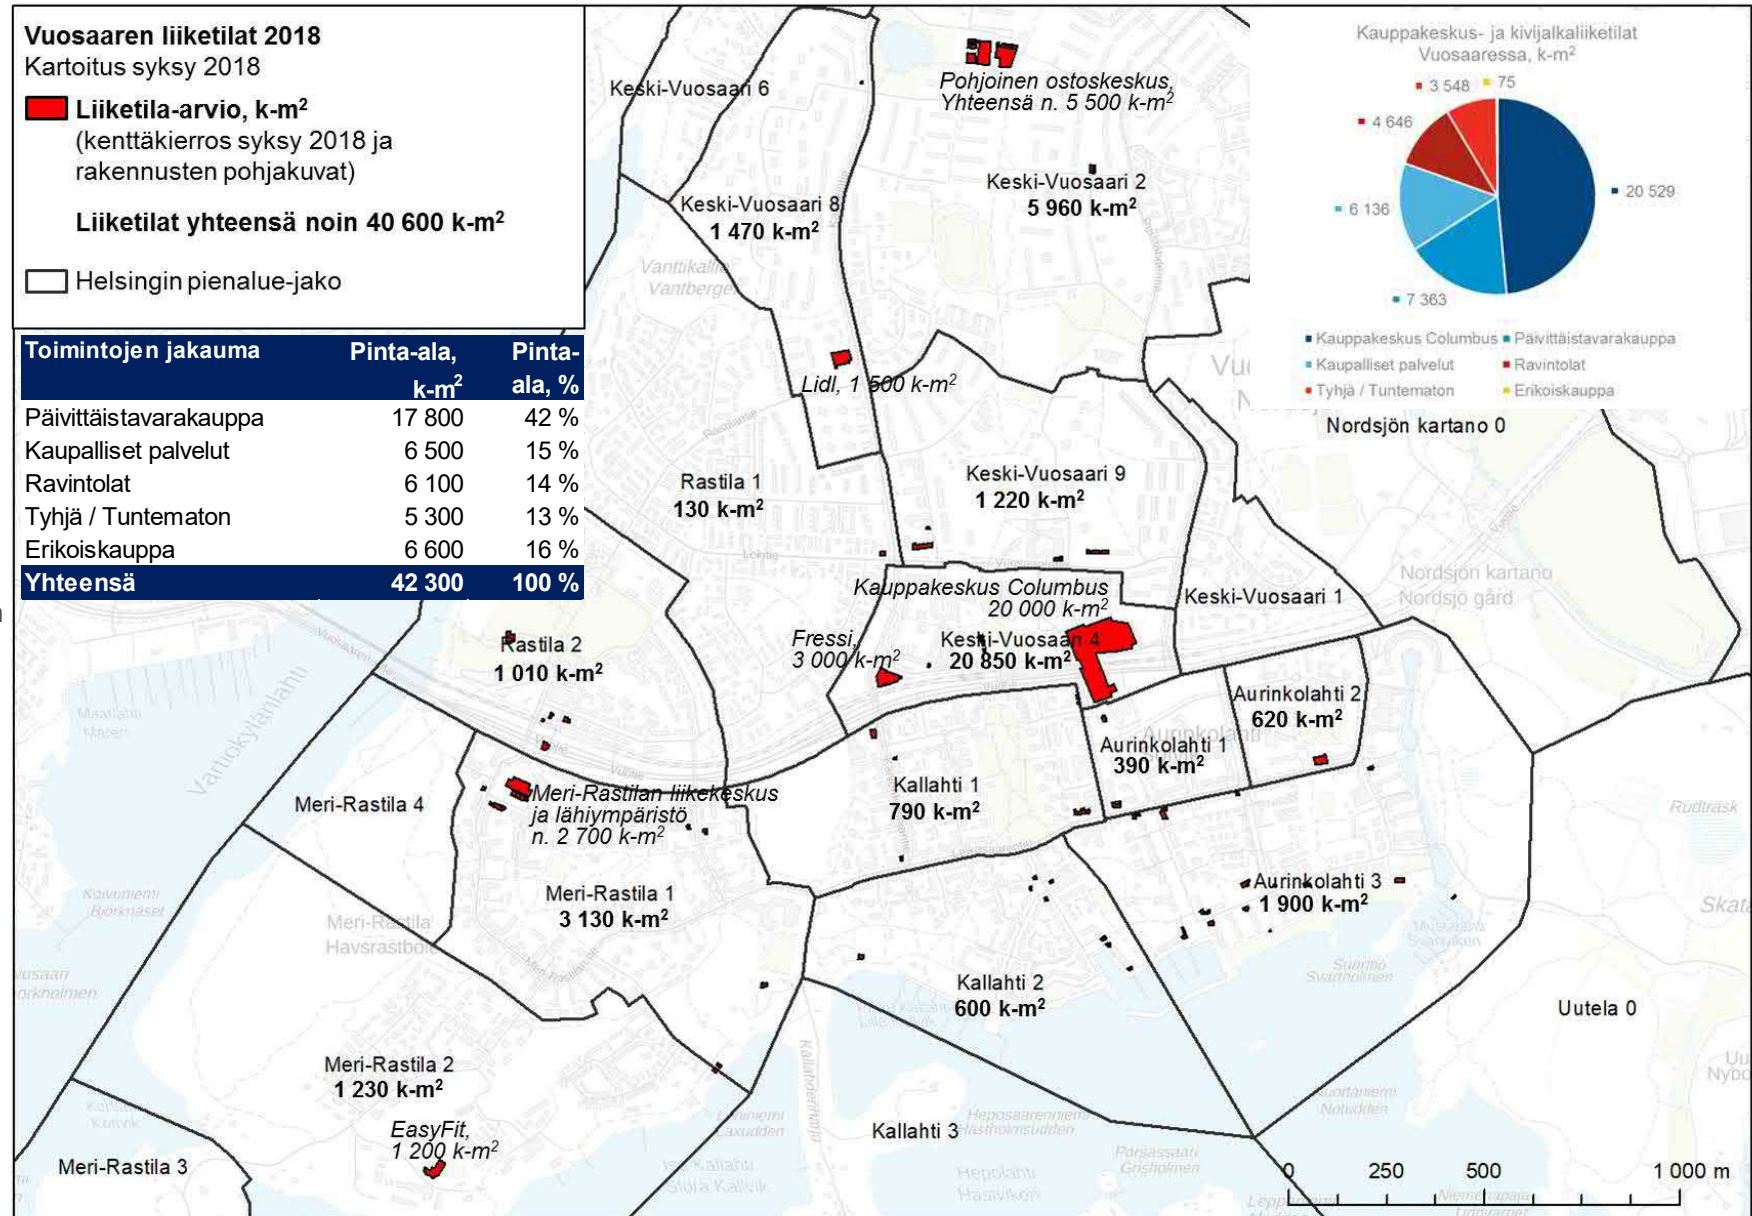 Vuosaaren liiketilat 2018
Kartoitus syksy 2018
Liiketila-arvio, k-m²
(kenttäkierros syksy 2018 ja
rakennusten pohjakuvat)
Liiketilat yhteensä noin 40 600 k-m²
Helsingin pienalue-jako
Toimintojen jakauma Pinta-ala, k-m² Pinta-ala, %
Päivittäistavarakauppa 17 800 42 %
Kaupalliset palvelut 6 500 15 %
Ravintolat 6 100 14 %
Tyhjä / Tuntematon 5 300 13 %
Erikoiskauppa 6 600 16 %
Yhteensä 42 300 100 %
Kauppakeskus- ja kivijalkaliiketilat
Vuosaaressa, k-m²
3 548
75
4 646
20 529
6 136
7 363
Kauppakeskus Columbus
Päivittäistavarakauppa
Kaupalliset palvelut
Ravintolat
Tyhjä / Tuntematon
Erikoiskauppa
Keski-Vuosaari 6
Pohjoinen ostoskeskus,
Yhteensä n. 5 500 k-m²
Keski-Vuosaari 2
5 960 k-m²
Keski-Vuosaari 8
1 470 k-m²
Vanttikallio
Vantberget
Lidl, 1 500 k-m²
Nordsjön kartano 0
Keski-Vuosaari 9
1 220 k-m²
Rastila 1
130 k-m²
Kauppakeskus Columbus
20 000 k-m²
Keski-Vuosaari 1
Nordsjön kartano
Nordsjö gård
Fressi,
3 000 k-m²
Keski-Vuosaari 4
20 850 k-m²
Rastila 2
1 010 k-m²
Vartiokylänlahti
Aurinkolahti 2
620 k-m²
Aurinkolahti
Aurinkolahti 1
390 k-m²
Kallahti 1
790 k-m²
Meri-Rastila 4
Meri-Rastilan liikekeskus
ja lähiympäristö
n. 2 700 k-m²
Rudträsk
Meri-Rastila 1
3 130 k-m²
Koivuniemi
Björknäset
Meri-Rastila
Havsrastböle
Aurinkolahti 3
1 900 k-m²
Kallahti 2
600 k-m²
Uutela 0
Meri-Rastila 2
1 230 k-m²
EasyFit,
1 200 k-m²
Meri-Rastila 3
Kallahti 3
0 250 500 1 000 m